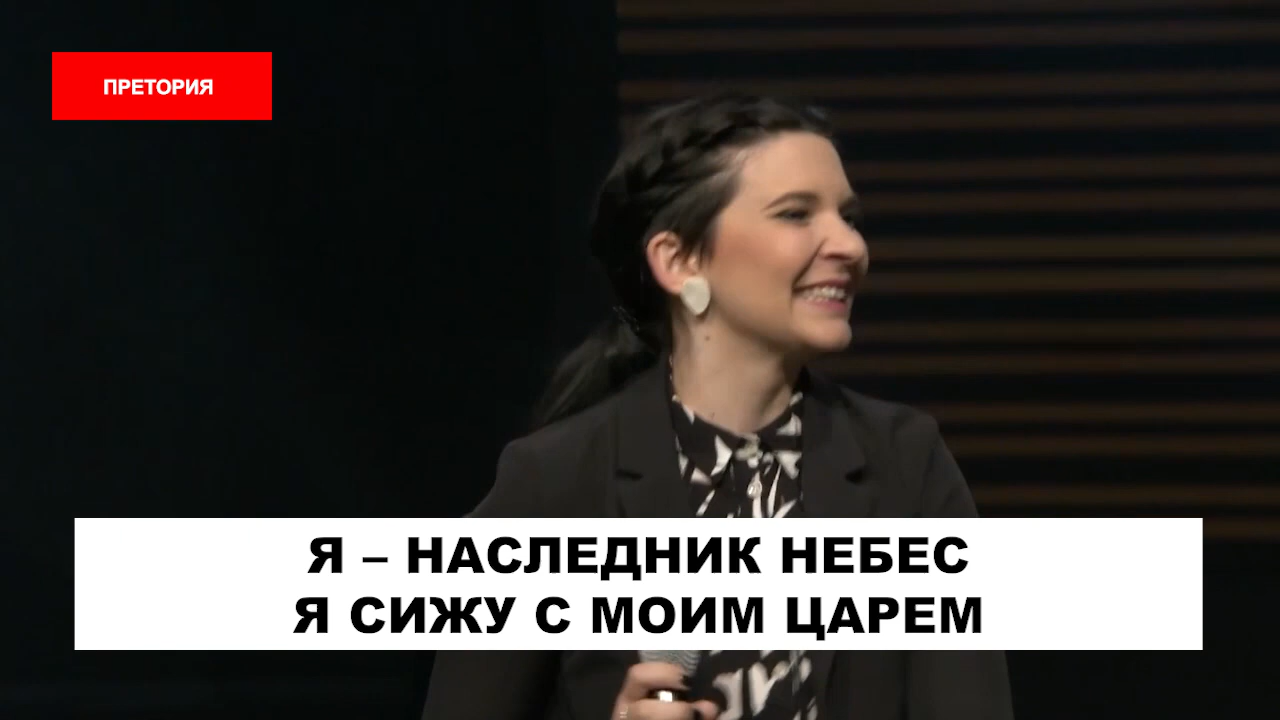 ПРЕТОРИЯ
Я – НАСЛЕДНИК НЕБЕС
Я СИЖУ С МОИМ ЦАРЕМ